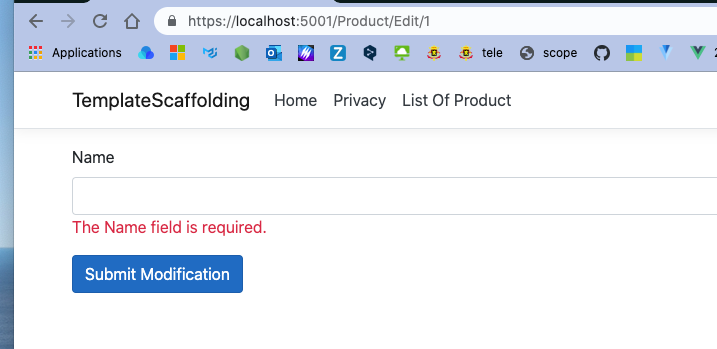 https://localhost:5001/Product/Edit/1
Applications tele scope
TemplateScaffolding Home Privacy List Of Product
Name
The Name field is required.
Submit Modification